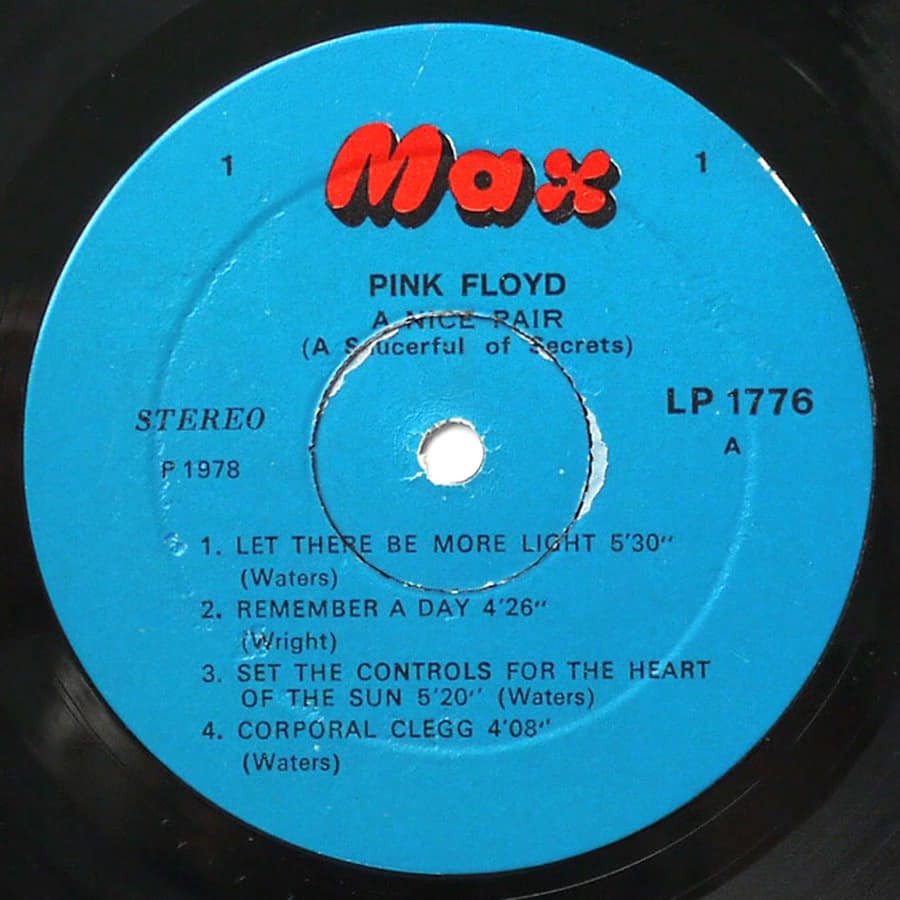 Max
1 1
PINK FLOYD
A NICE PAIR
(A Saucerful of Secrets)
STEREO
LP 1776
A
P 1978
1. LET THERE BE MORE LIGHT 5'30"
(Waters)
2. REMEMBER A DAY 4'26"
(Wright)
3. SET THE CONTROLS FOR THE HEART
OF THE SUN 5'20" (Waters)
4. CORPORAL CLEGG 4'08"
(Waters)